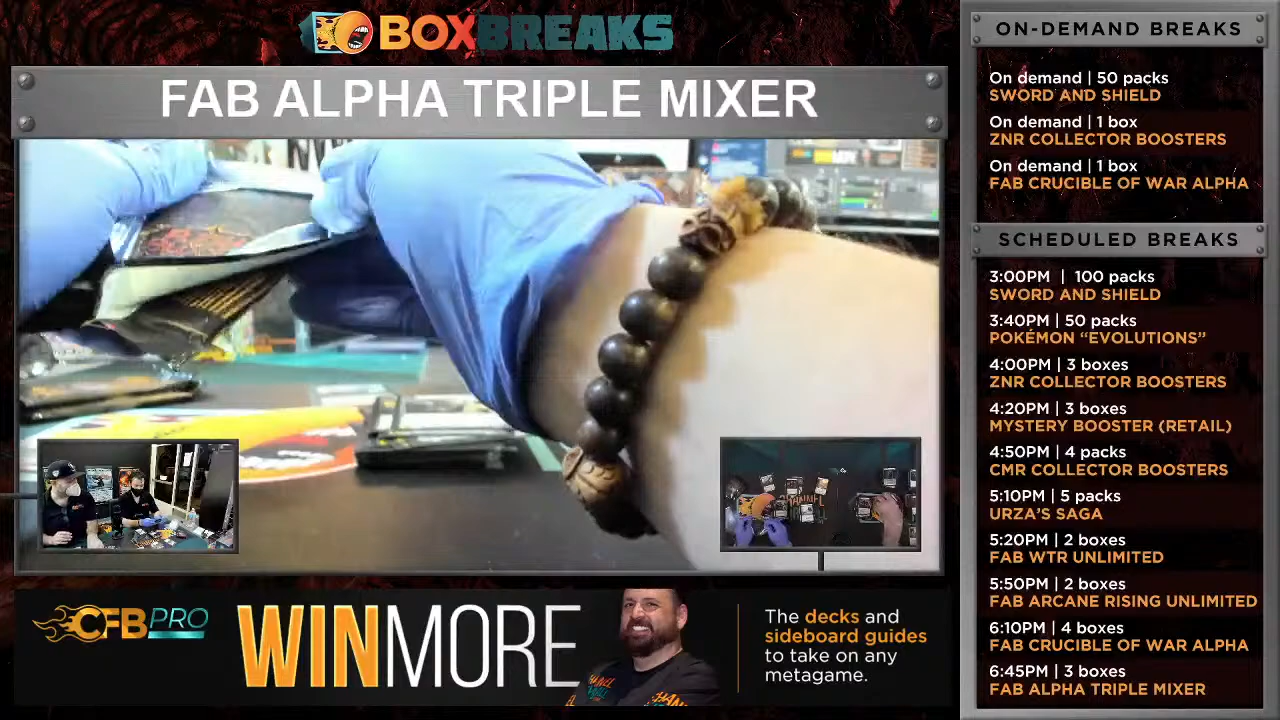 BOXBREAKS
FAB ALPHA TRIPLE MIXER
ON-DEMAND BREAKS
On demand | 50 packs
SWORD AND SHIELD
On demand | 1 box
ZNR COLLECTOR BOOSTERS
On demand | 1 box
FAB CRUCIBLE OF WAR ALPHA
SCHEDULED BREAKS
3:00PM | 100 packs
SWORD AND SHIELD
3:40PM | 50 packs
POKÉMON “EVOLUTIONS”
4:00PM | 3 boxes
ZNR COLLECTOR BOOSTERS
4:20PM | 3 boxes
MYSTERY BOOSTER (RETAIL)
4:50PM | 4 packs
CMR COLLECTOR BOOSTERS
5:10PM | 5 packs
URZA’S SAGA
5:20PM | 2 boxes
FAB WTR UNLIMITED
5:50PM | 2 boxes
FAB ARCANE RISING UNLIMITED
6:10PM | 4 boxes
FAB CRUCIBLE OF WAR ALPHA
6:45PM | 3 boxes
FAB ALPHA TRIPLE MIXER
CFBPRO
WINMORE
The decks and
sideboard guides
to take on any
metagame.